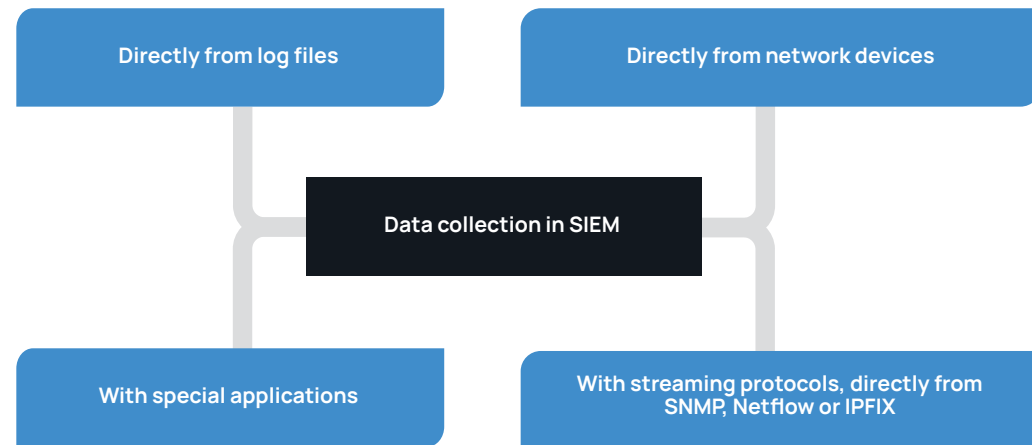 Directly from log files
Directly from network devices
Data collection in SIEM
With special applications
With streaming protocols, directly from
SNMP, Netflow or IPFIX